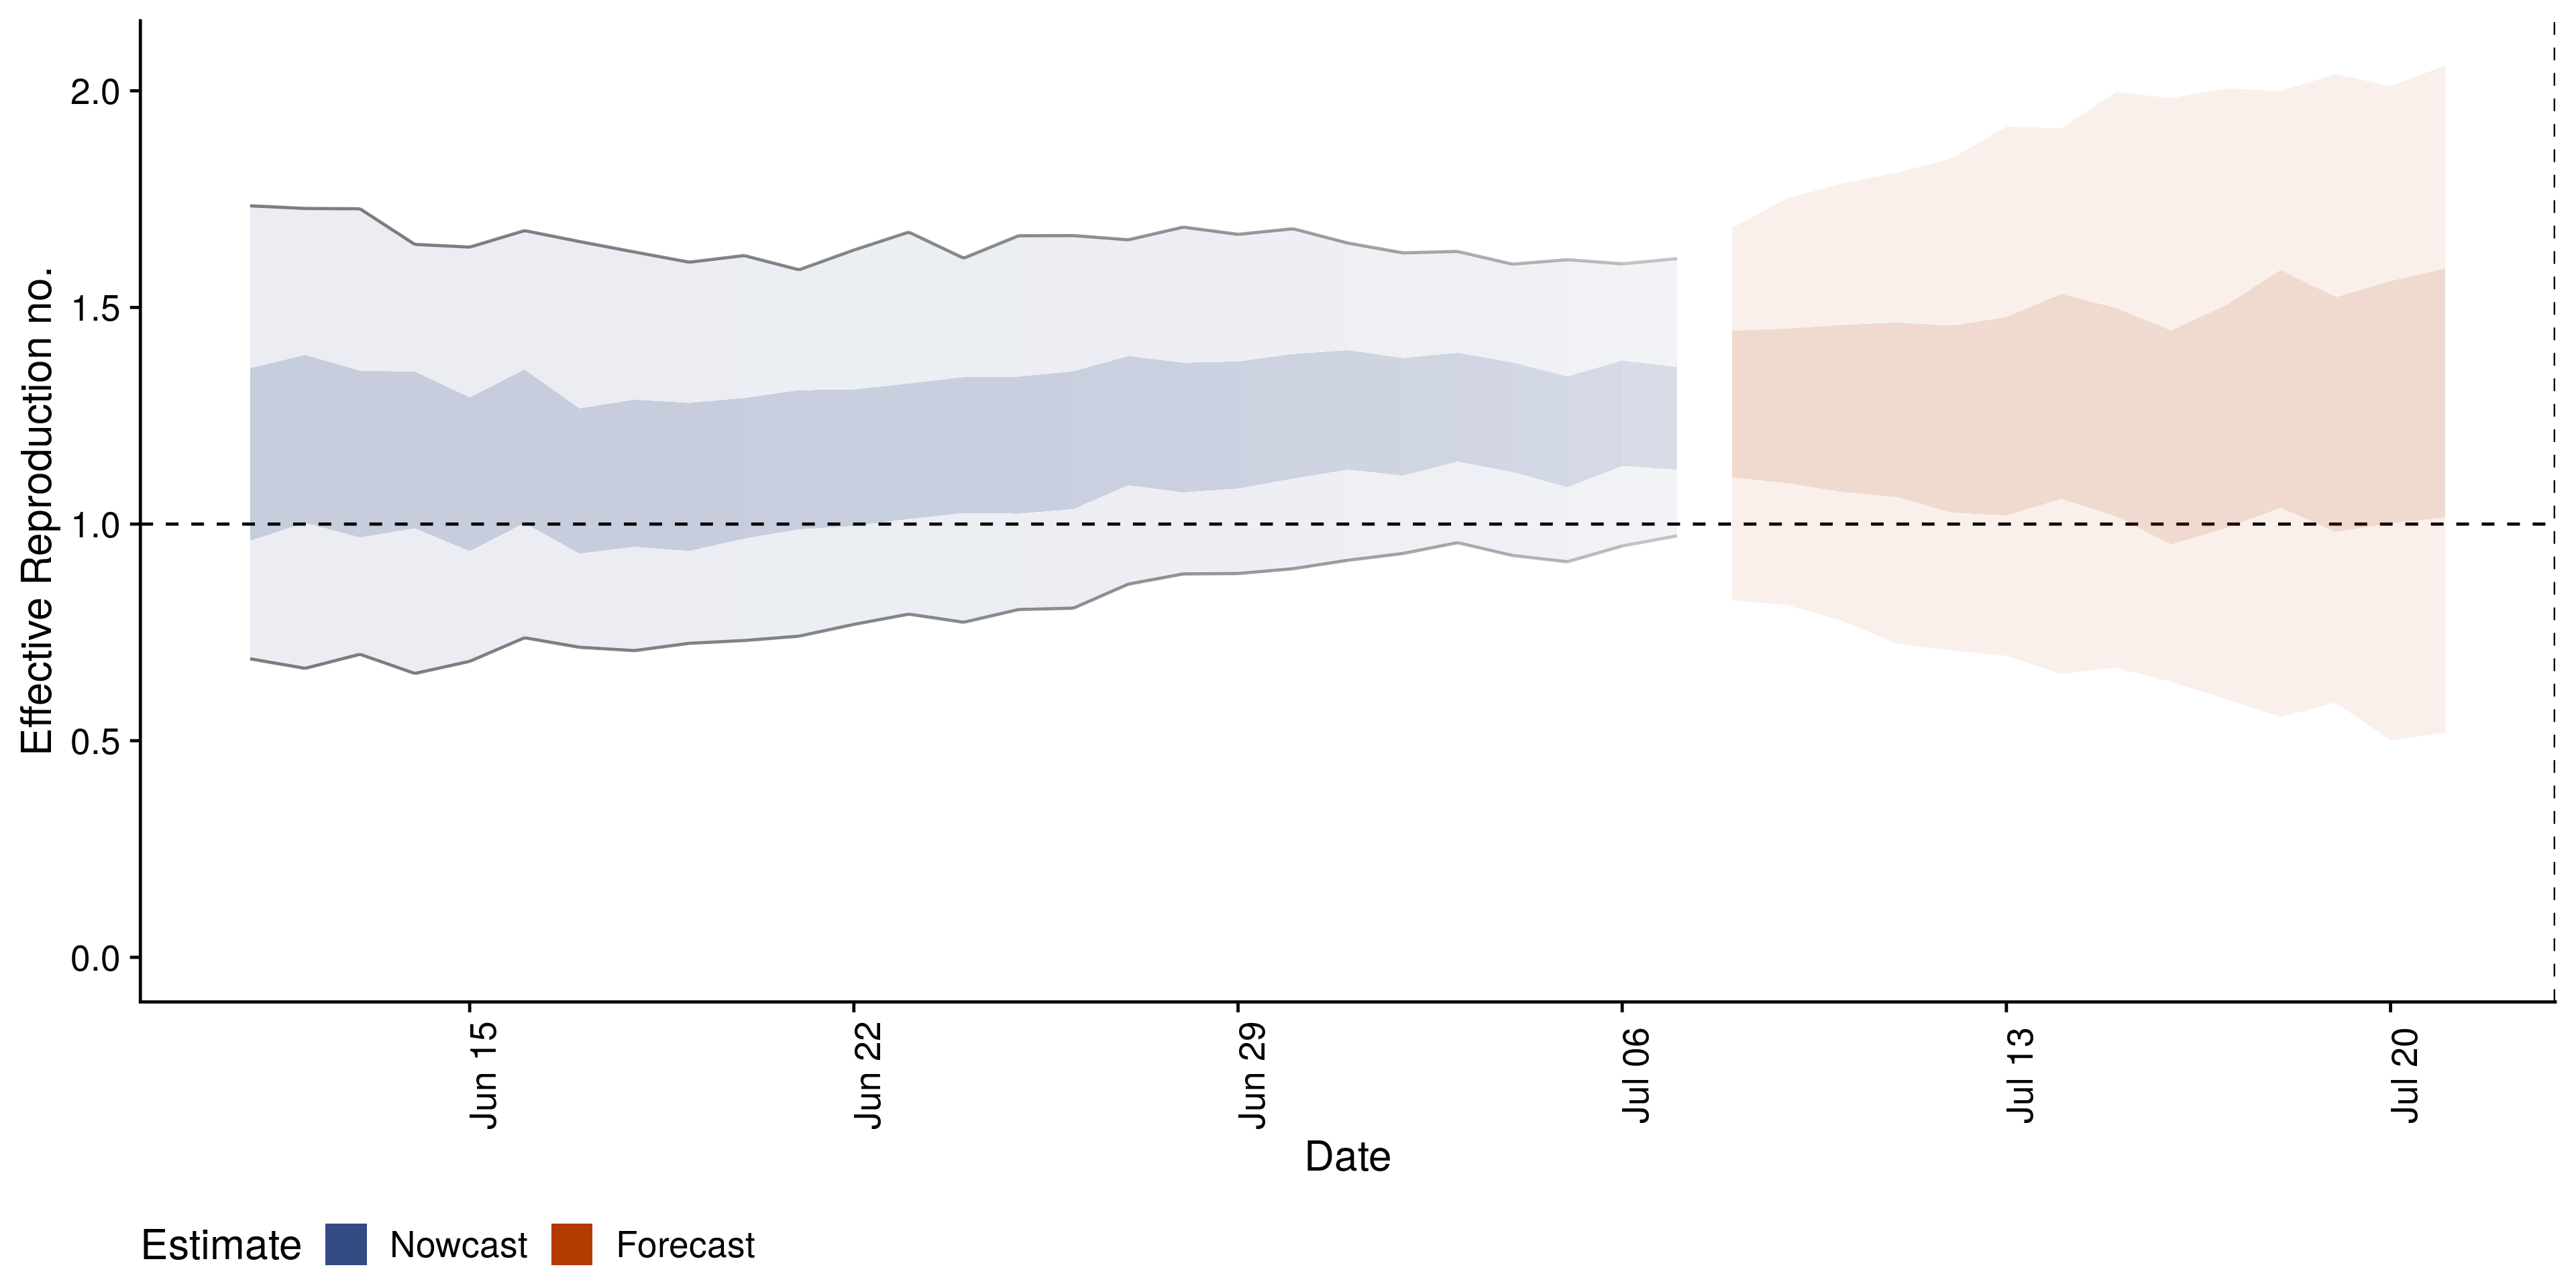 Effective Reproduction no.
2.0
1.5
1.0
0.5
0.0
Jun 15
Jun 22
Jun 29
Jul 06
Jul 13
Jul 20
Date
Estimate Nowcast Forecast